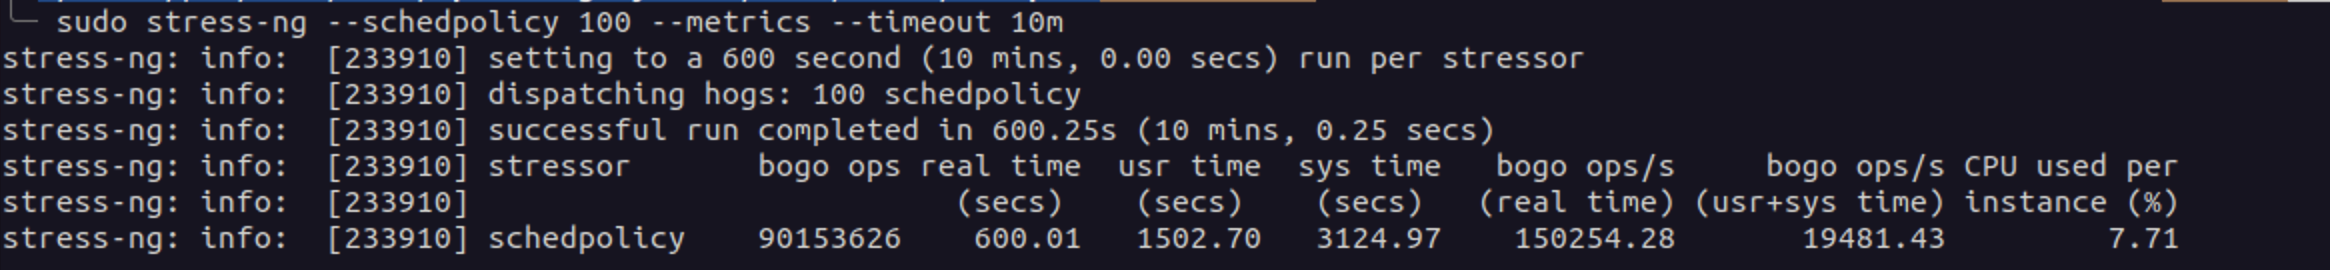 sudo stress-ng --schedpolicy 100 --metrics --timeout 10m
stress-ng: info:  [233910] setting to a 600 second (10 mins, 0.00 secs) run per stressor
stress-ng: info:  [233910] dispatching hogs: 100 schedpolicy
stress-ng: info:  [233910] successful run completed in 600.25s (10 mins, 0.25 secs)
stress-ng: info:  [233910] stressor       bogo ops real time  usr time  sys time   bogo ops/s     bogo ops/s CPU used per
stress-ng: info:  [233910]                           (secs)    (secs)    (secs)   (real time) (usr+sys time) instance (%)
stress-ng: info:  [233910] schedpolicy    90153626    600.01   1502.70   3124.97    150254.28       19481.43         7.71